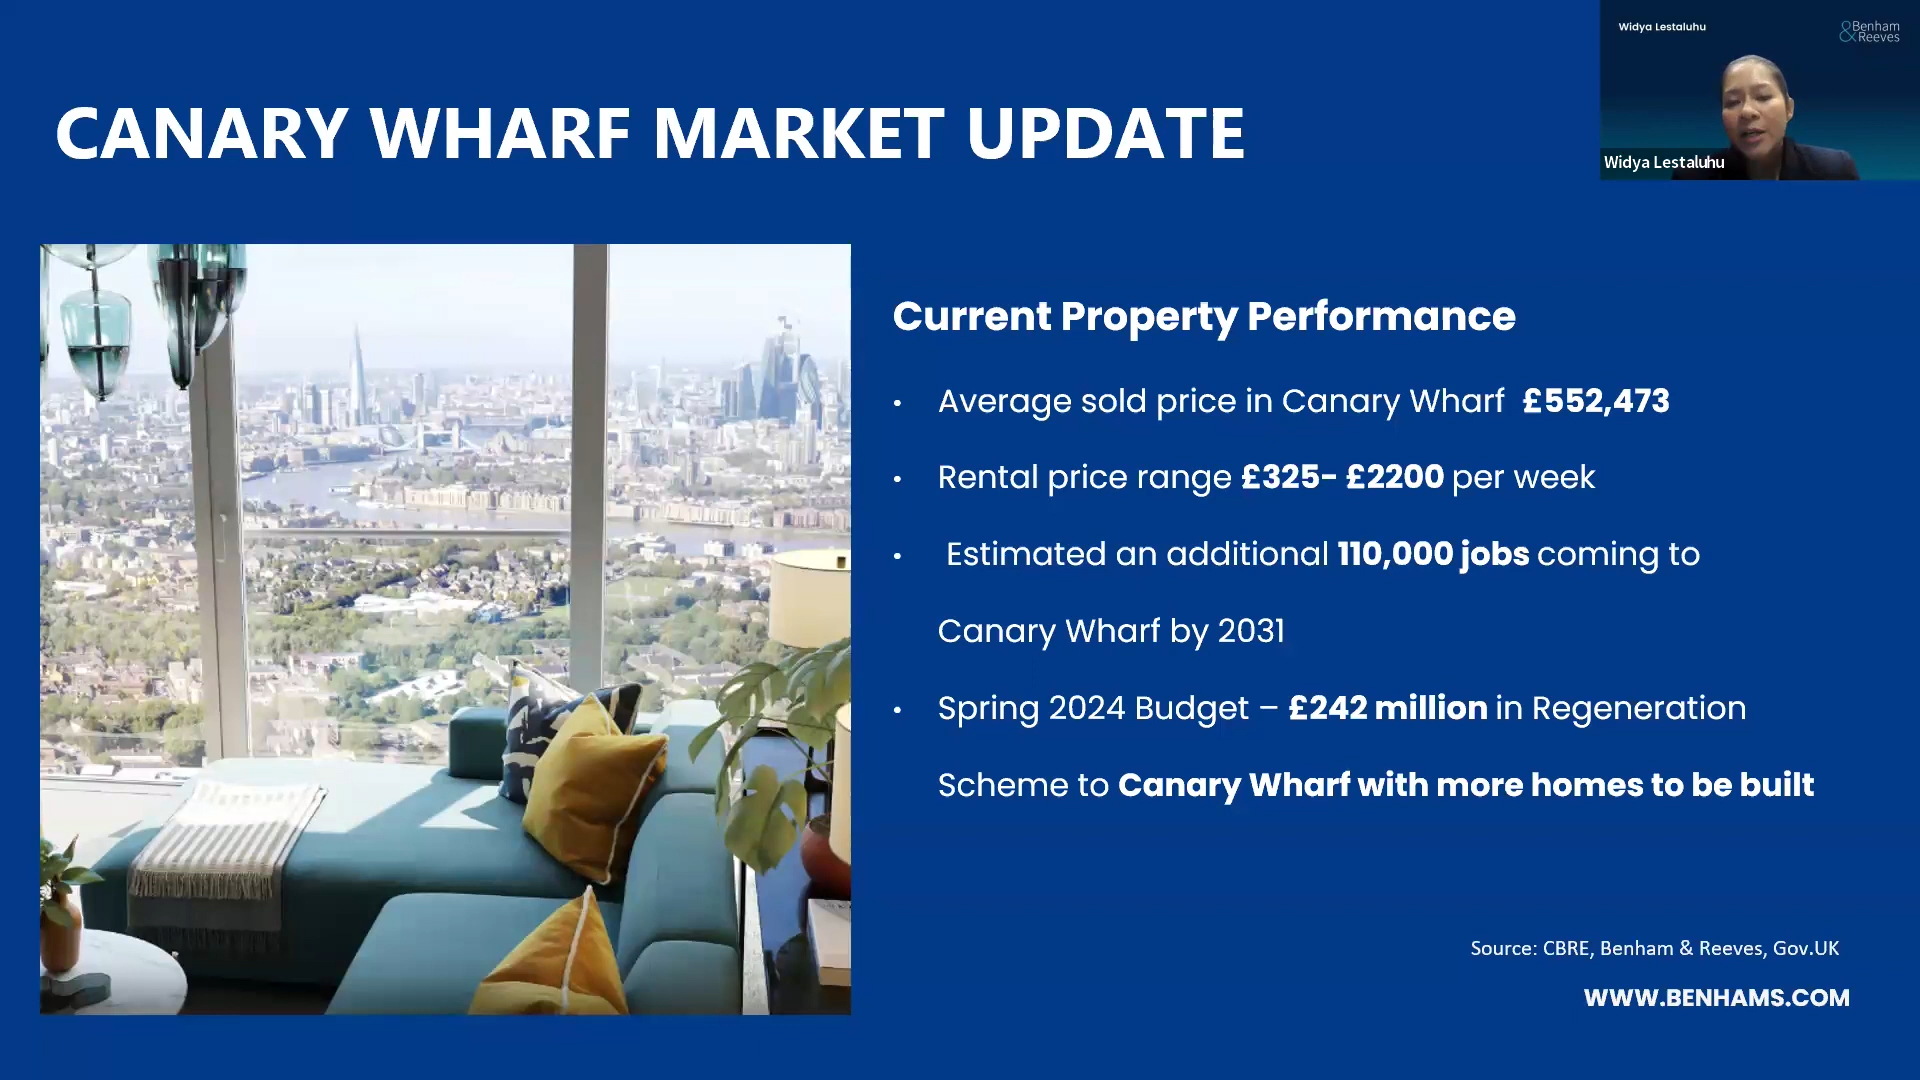 Widya Lestaluhu
&Benham
Reeves
Widya Lestaluhu
CANARY WHARF MARKET UPDATE
Current Property Performance
• Average sold price in Canary Wharf £552,473
• Rental price range £325- £2200 per week
• Estimated an additional 110,000 jobs coming to
Canary Wharf by 2031
• Spring 2024 Budget – £242 million in Regeneration
Scheme to Canary Wharf with more homes to be built
Source: CBRE, Benham & Reeves, Gov.UK
WWW.BENHAMS.COM